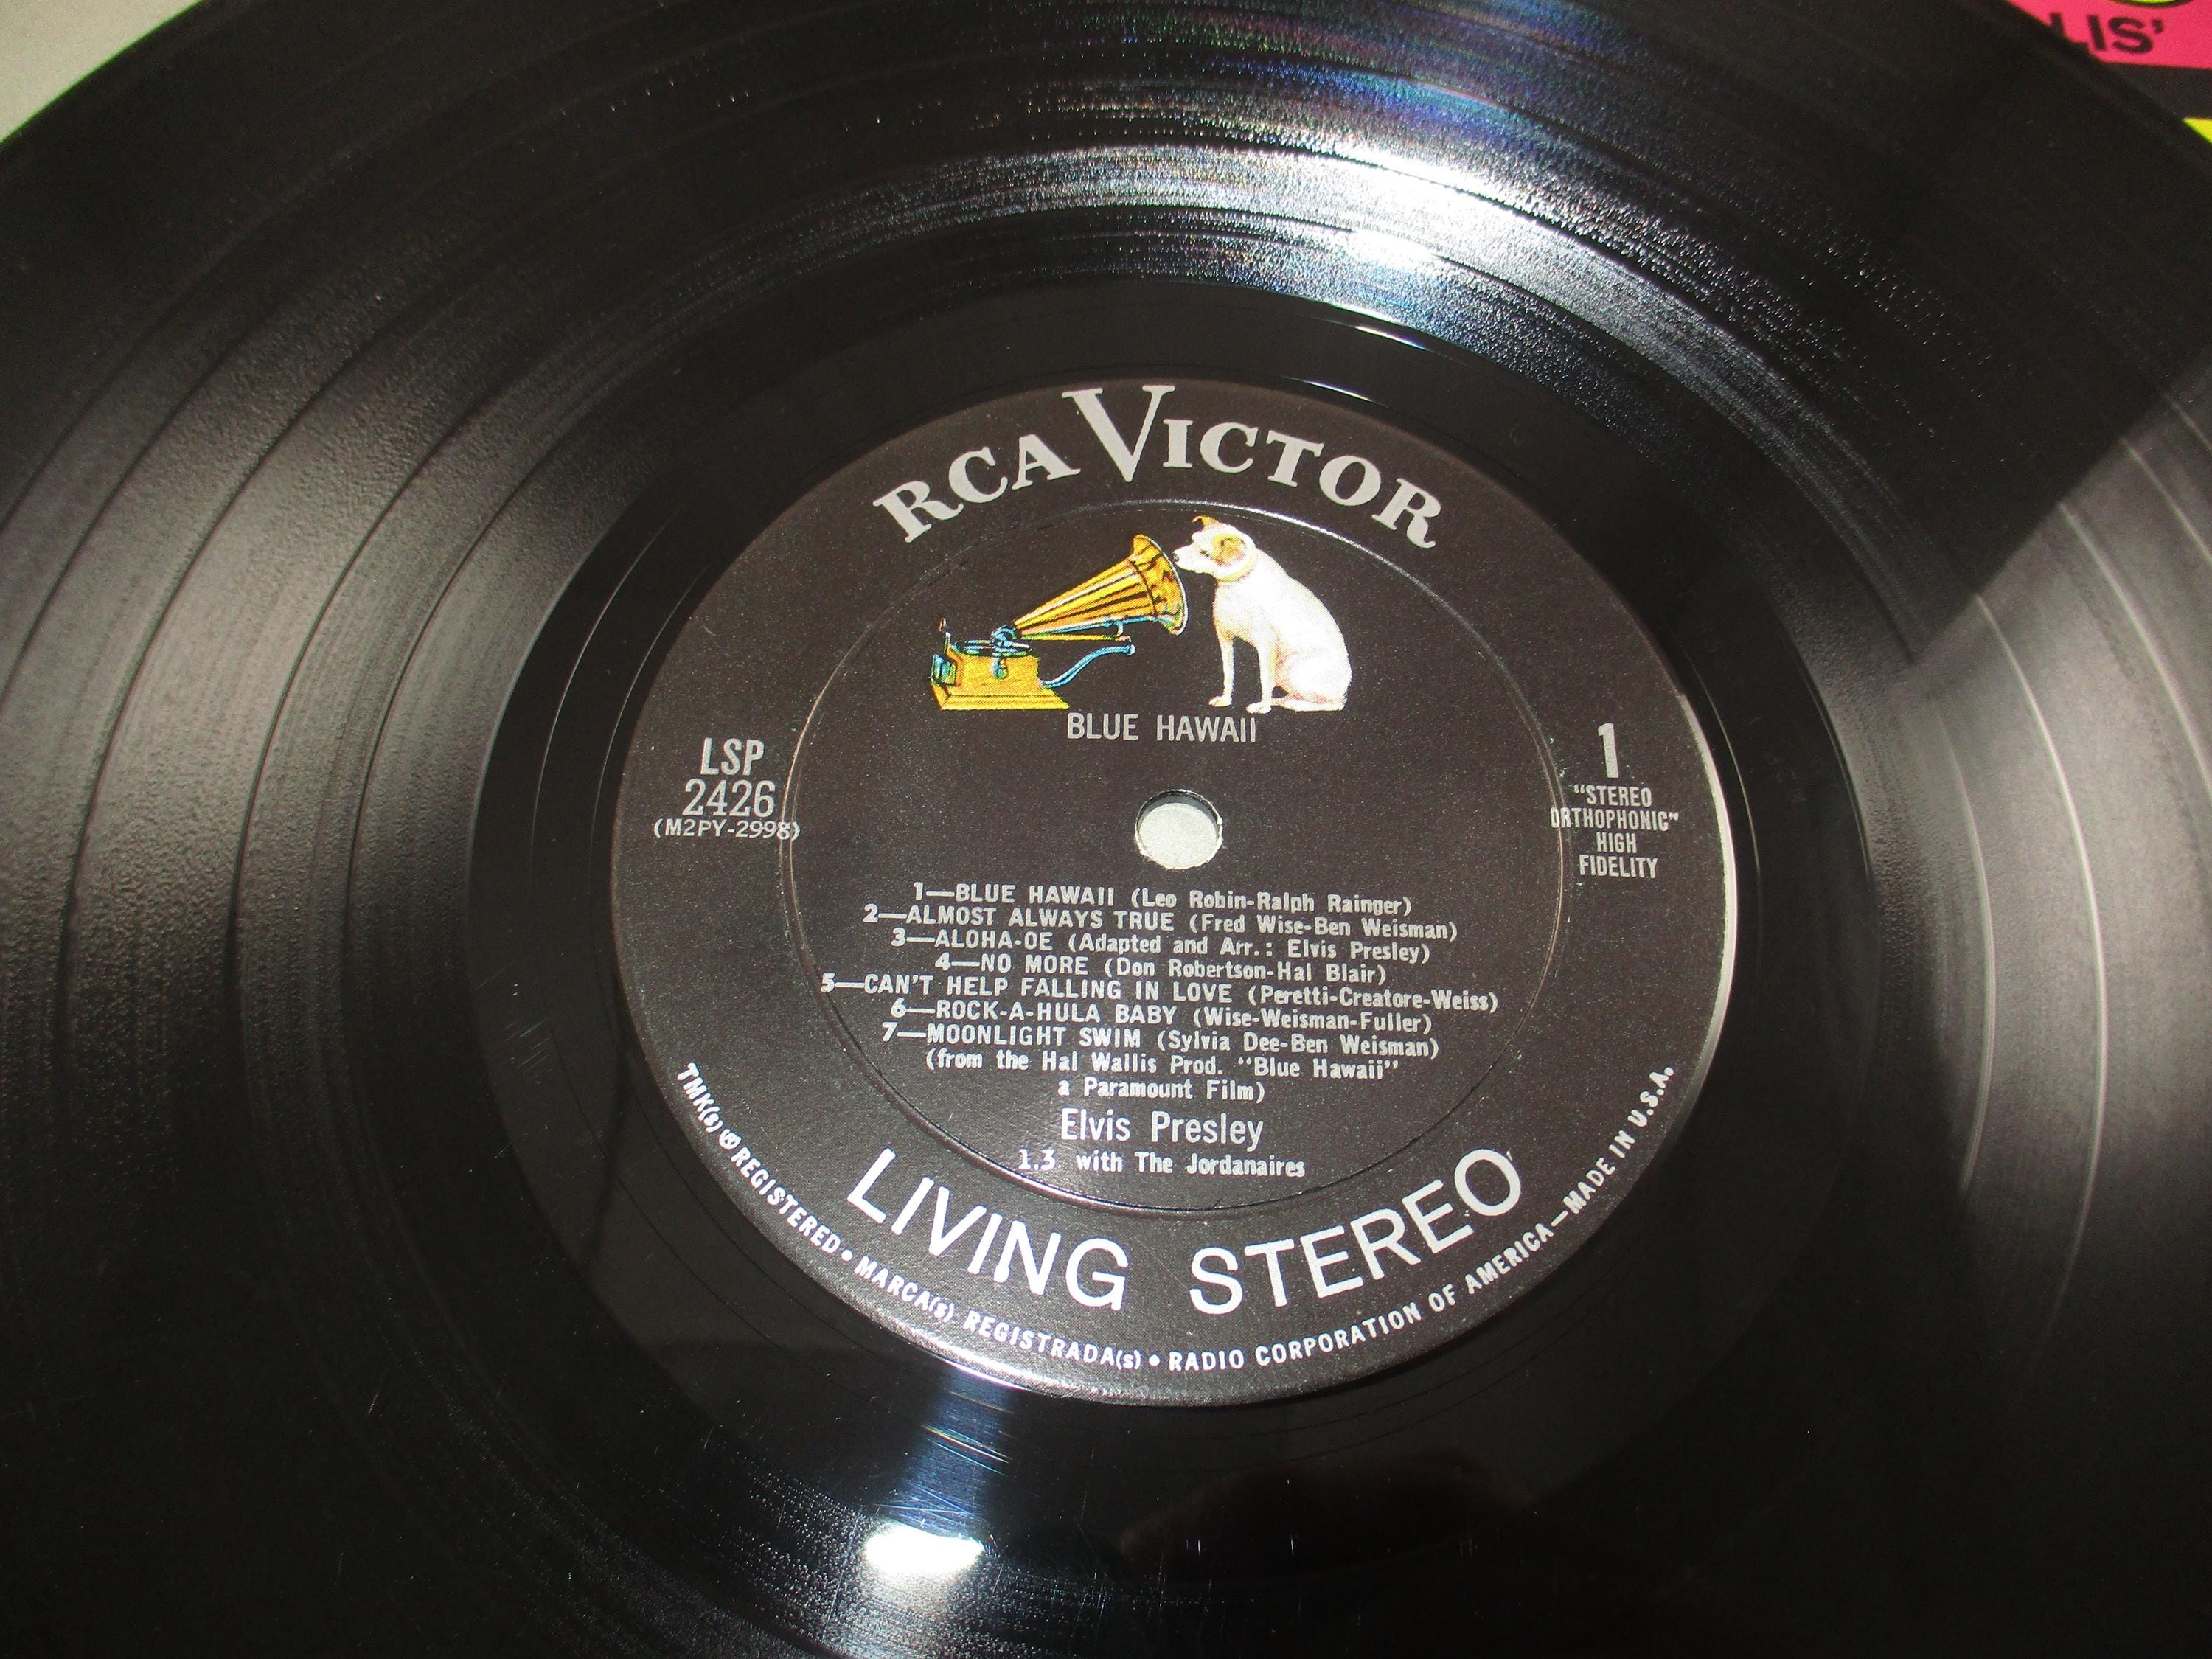 LIS'
RCA VICTOR
BLUE HAWAII
LSP
2426
(M2PY-2998)
1
"STEREO
ORTHOPHONIC"
HIGH
FIDELITY
1—BLUE HAWAII (Leo Robin-Ralph Rainger)
2—ALMOST ALWAYS TRUE (Fred Wise-Ben Weisman)
3—ALOHA-OE (Adapted and Arr.: Elvis Presley)
4—NO MORE (Don Robertson-Hal Blair)
5—CAN'T HELP FALLING IN LOVE (Peretti-Creatore-Weiss)
6—ROCK-A-HULA BABY (Wise-Weisman-Fuller)
7—MOONLIGHT SWIM (Sylvia Dee-Ben Weisman)
(from the Hal Wallis Prod. "Blue Hawaii"
a Paramount Film)
Elvis Presley
1.3 with The Jordanaires
LIVING STEREO
TMK(s) ® REGISTERED • MARCA(s) REGISTRADA(s) • RADIO CORPORATION OF AMERICA—MADE IN U.S.A.